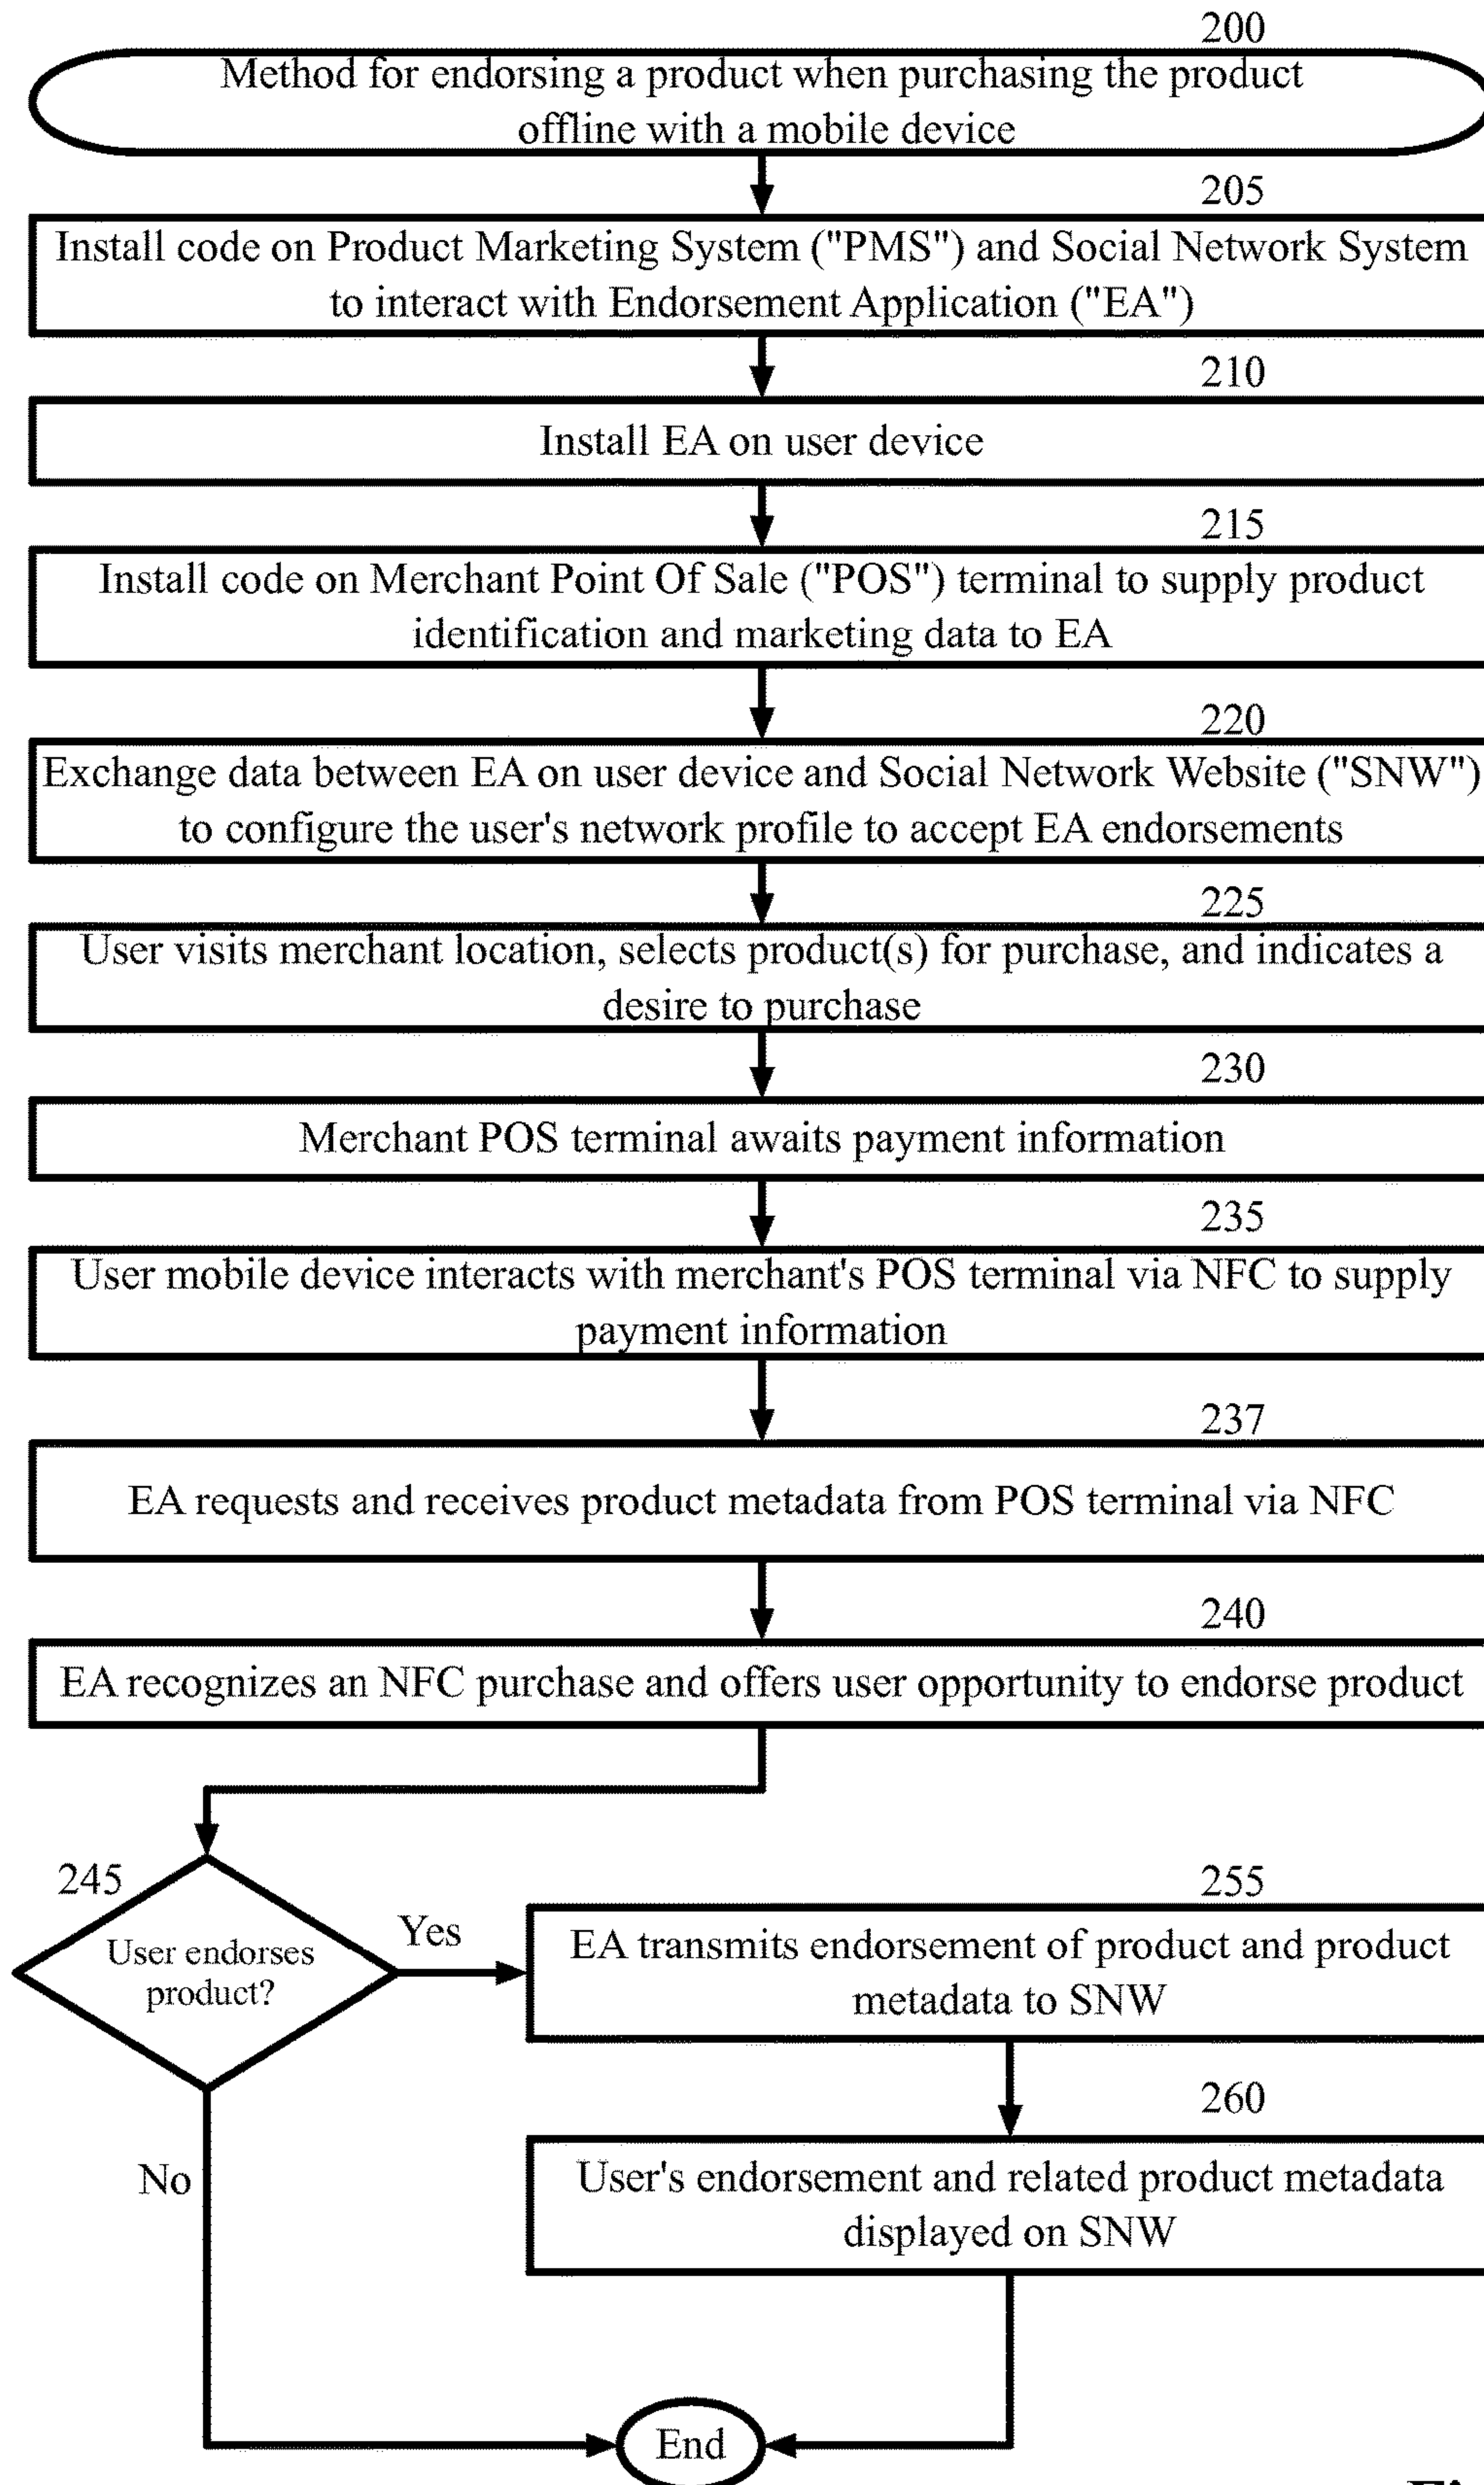 200
Method for endorsing a product when purchasing the product
offline with a mobile device
205
Install code on Product Marketing System ("PMS") and Social Network System
to interact with Endorsement Application ("EA")
210
Install EA on user device
215
Install code on Merchant Point Of Sale ("POS") terminal to supply product
identification and marketing data to EA
220
Exchange data between EA on user device and Social Network Website ("SNW")
to configure the user's network profile to accept EA endorsements
225
User visits merchant location, selects product(s) for purchase, and indicates a
desire to purchase
230
Merchant POS terminal awaits payment information
235
User mobile device interacts with merchant's POS terminal via NFC to supply
payment information
237
EA requests and receives product metadata from POS terminal via NFC
240
EA recognizes an NFC purchase and offers user opportunity to endorse product
245
User endorses
product?
Yes
255
EA transmits endorsement of product and product
metadata to SNW
260
User's endorsement and related product metadata
displayed on SNW
No
End